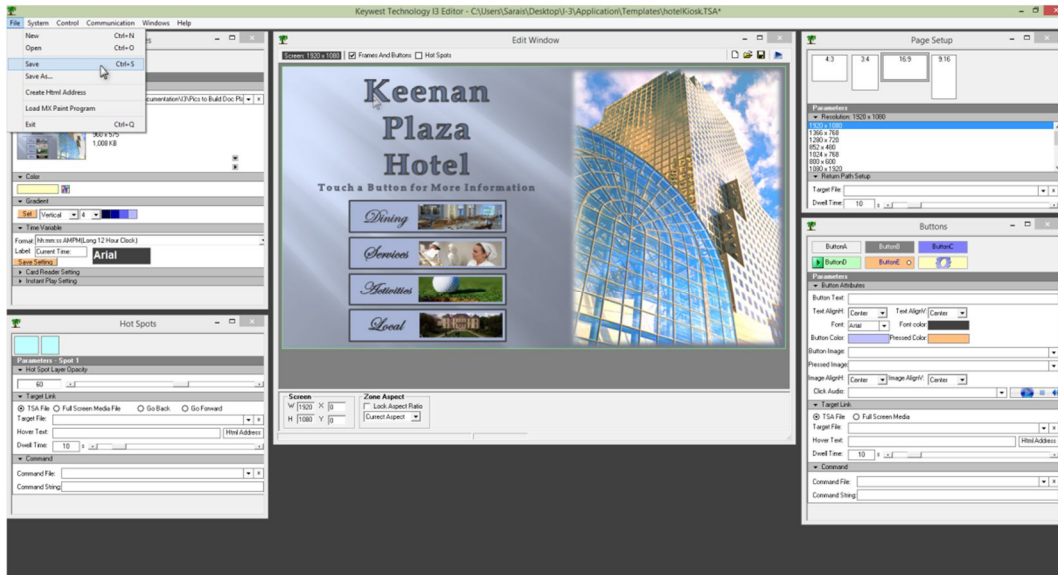 Keywest Technology I3 Editor - C:\Users\Sarais\Desktop\I-3\Application\Templates\hotelKiosk.TSA*
File System Control Communication Windows Help
New Ctrl+N
Open Ctrl+O
Save Ctrl+S
Save As...
Create Html Address
Load MX Paint Program
Exit Ctrl+Q
960 x 575
1,008 KB
Color
Gradient
Set Vertical 4
Time Variable
Format: hh:mm:ss AMPM(Long 12 Hour Clock)
Label: Current Time:
Arial
Save Setting
Card Reader Setting
Instant Play Setting
Hot Spots
Parameters - Spot 1
Hot Spot Layer Opacity
60
Target Link
TSA File Full Screen Media File Go Back Go Forward
Target File:
Hover Text: Html Address
Dwell Time: 10 s
Command
Command File:
Command String:
Edit Window
Screen: 1920 x 1080 Frames And Buttons Hot Spots
Keenan
Plaza
Hotel
Touch a Button for More Information
Dining
Services
Activities
Local
Screen
W 1920 X 0
H 1080 Y 0
Zone Aspect
Lock Aspect Ratio
Current Aspect
Page Setup
4:3 3:4 16:9 9:16
Parameters
Resolution: 1920 x 1080
1920 x 1080
1366 x 768
1280 x 720
852 x 480
1024 x 768
800 x 600
1080 x 1920
Return Path Setup
Target File:
Dwell Time: 10 s
Buttons
ButtonA ButtonB ButtonC
ButtonD ButtonE
Parameters
Button Attributes
Button Text:
Text AlignH: Center Text AlignV: Center
Font: Arial Font color:
Button Color: Pressed Color:
Button Image:
Pressed Image:
Image AlignH: Center Image AlignV: Center
Click Audio:
Target Link
TSA File Full Screen Media
Target File:
Hover Text: Html Address
Dwell Time: 10 s
Command
Command File:
Command String: